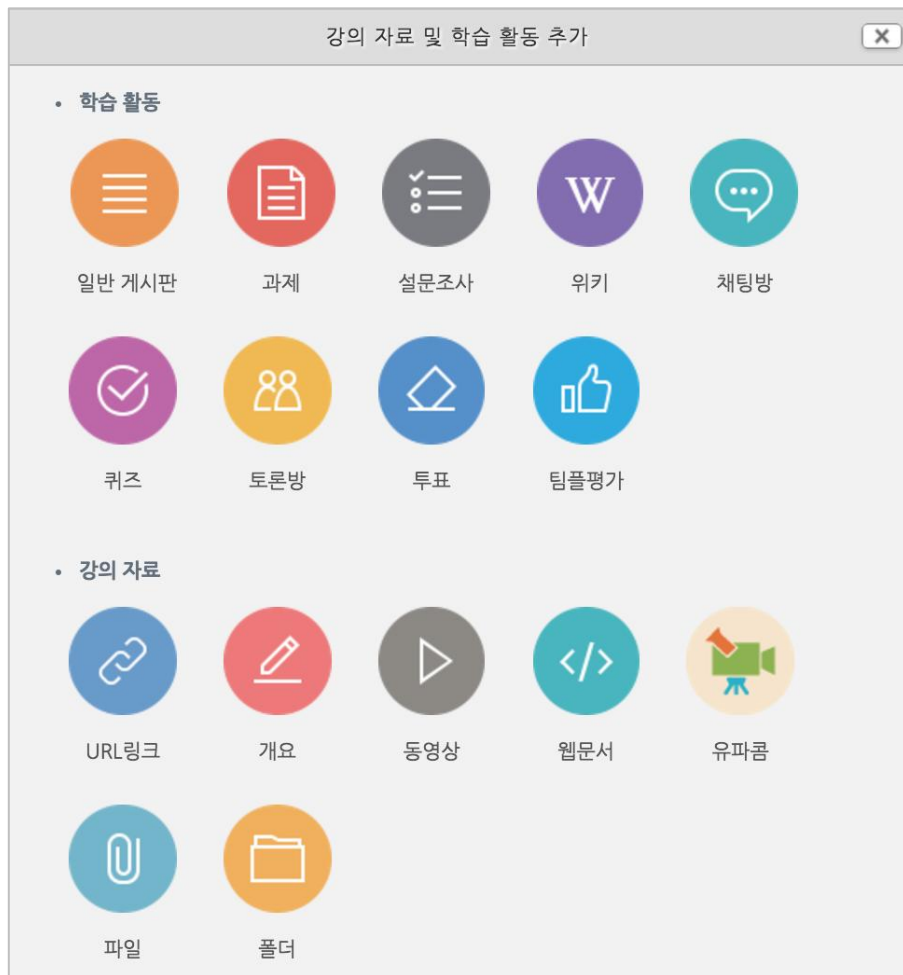 강의 자료 및 학습 활동 추가
• 학습 활동
W
일반 게시판 과제 설문조사 위키 채팅방
퀴즈 토론방 투표 팀플평가
• 강의 자료
</>
URL링크 개요 동영상 웹문서 유파콤
파일 폴더